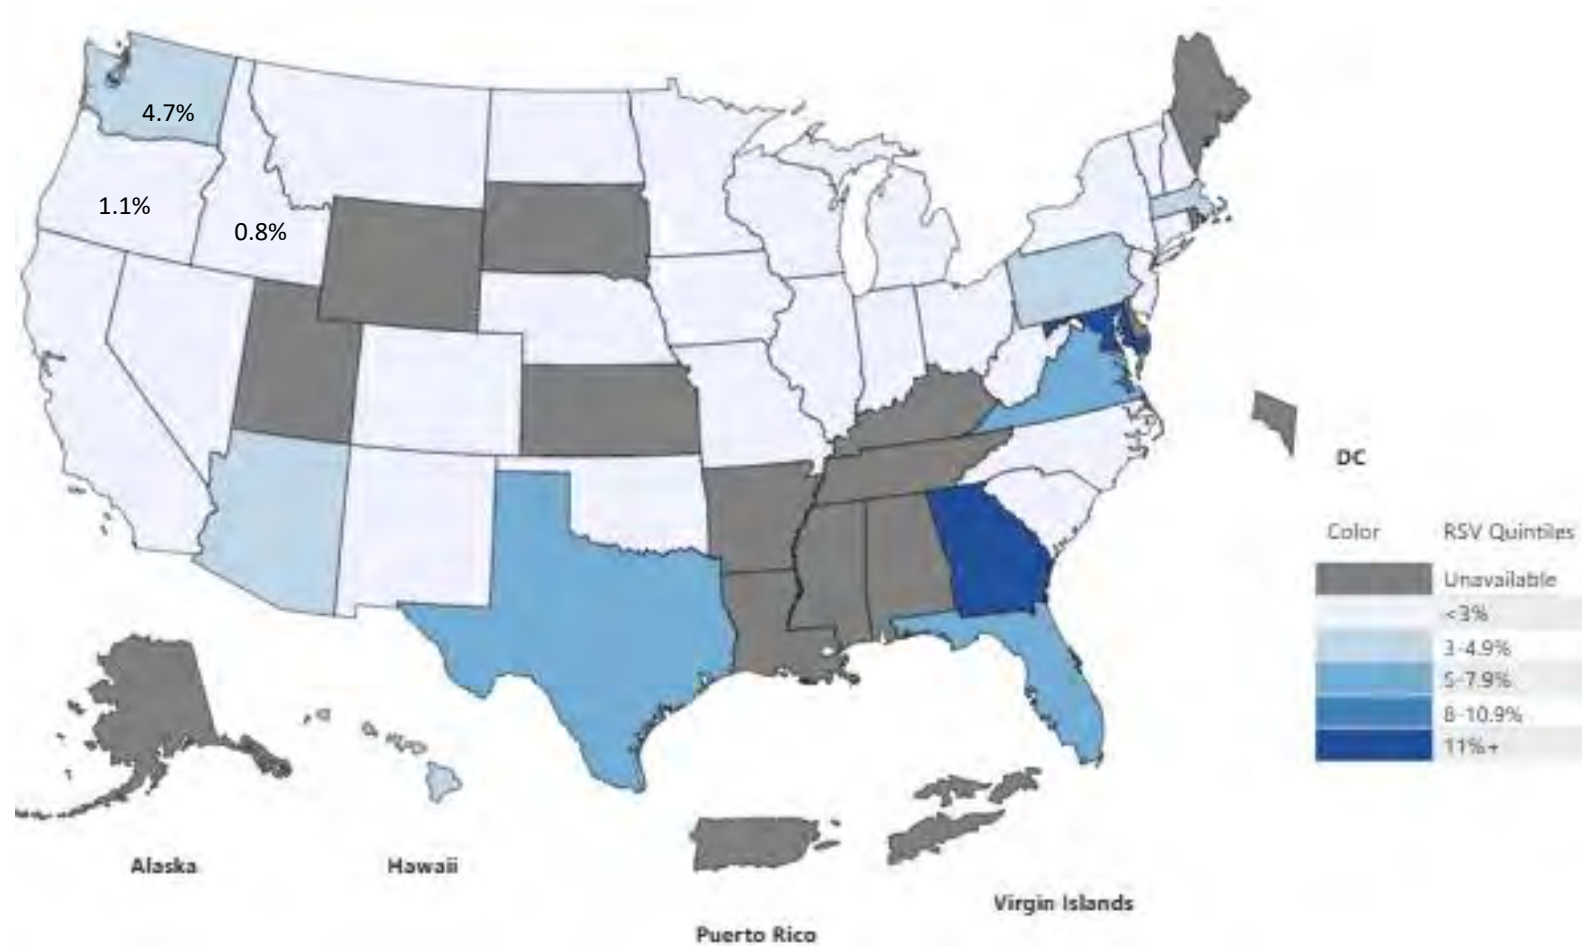 4.7%
1.1%
0.8%
DC
Color RSV Quintiles
Unavailable
<3%
3-4.9%
5-7.9%
8-10.9%
11%+
Alaska
Hawaii
Virgin Islands
Puerto Rico